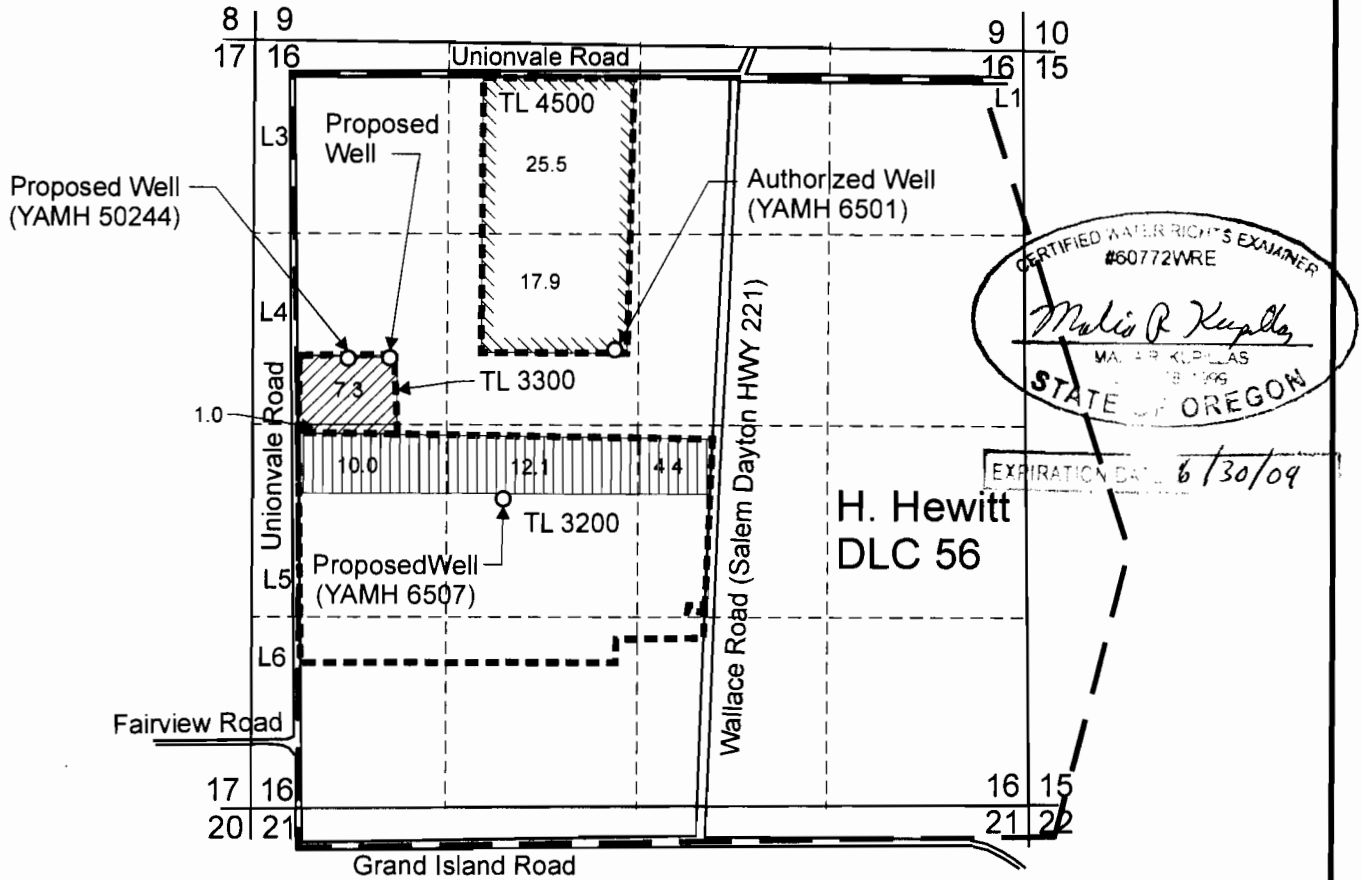 8 9
17 16
9 10
16 15
Unionvale Road
L1
TL 4500
L3
Proposed
Well
25.5
Proposed Well
(YAMH 50244)
Authorized Well
(YAMH 6501)
CERTIFIED WATER RIGHTS EXAMINER
#60772WRE
17.9
L4
STATE OF OREGON
7.3
TL 3300
1.0
10.0
12.1
4.4
EXPIRATION DATE 6/30/09
Unionvale Road
Wallace Road (Salem Dayton HWY 221)
TL 3200
H. Hewitt
DLC 56
L5
Proposed Well
(YAMH 6507)
L6
Fairview Road
17 16
20 21
16 15
21 22
Grand Island Road